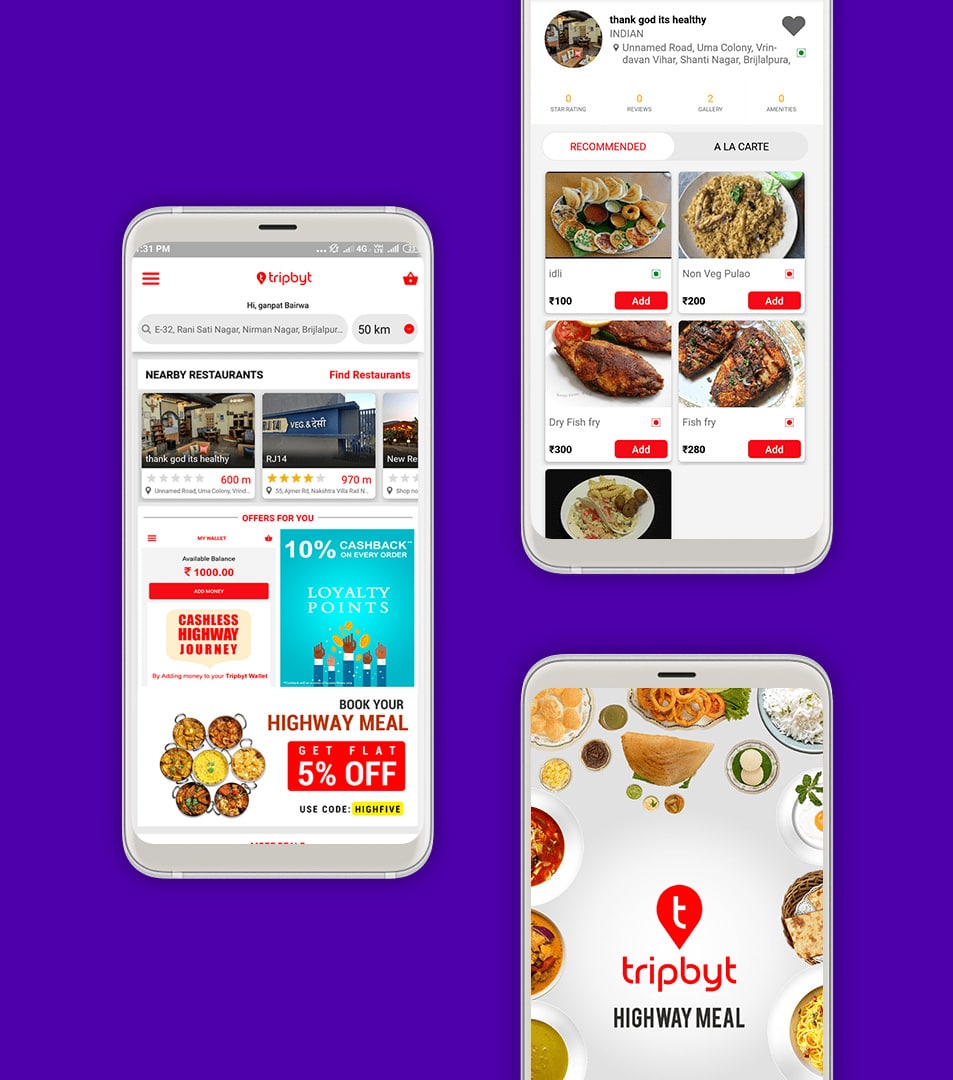 :31 PM
4G
tripbyt
Hi, ganpat Bairwa
E-32, Rani Sati Nagar, Nirman Nagar, Brijlalpur...
50 km
NEARBY RESTAURANTS
Find Restaurants
thank god its healthy
600 m
Unnamed Road, Uma Colony, Vrind...
VEG.& देसी
RJ14
970 m
55, Ajmer Rd, Nakshtra Villa Rail N...
New Re
Shop no
OFFERS FOR YOU
MY WALLET
Available Balance
₹ 1000.00
ADD MONEY
CASHLESS
HIGHWAY
JOURNEY
By Adding money to your Tripbyt Wallet
10% CASHBACK**
ON EVERY ORDER
LOYALTY
POINTS
BOOK YOUR
HIGHWAY MEAL
GET FLAT
5% OFF
USE CODE: HIGHFIVE
thank god its healthy
INDIAN
Unnamed Road, Uma Colony, Vrin-
davan Vihar, Shanti Nagar, Brijlalpura,
0
STAR RATING
0
REVIEWS
2
GALLERY
0
AMENITIES
RECOMMENDED
A LA CARTE
idli
₹100
Add
Non Veg Pulao
₹200
Add
Dry Fish fry
₹300
Add
Fish fry
₹280
Add
t
tripbyt
HIGHWAY MEAL